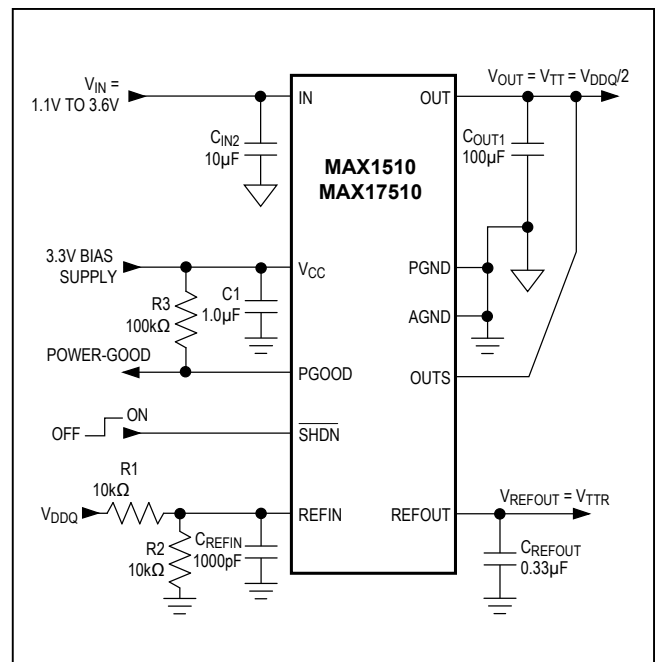 V_IN =
1.1V TO 3.6V
IN
OUT
V_OUT = V_TT = V_DDQ/2
C_IN2
10µF
C_OUT1
100µF
MAX1510
MAX17510
3.3V BIAS
SUPPLY
V_CC
PGND
R3
100kΩ
C1
1.0µF
AGND
POWER-GOOD
PGOOD
OUTS
OFF
ON
SHDN
R1
10kΩ
V_DDQ
REFIN
REFOUT
V_REFOUT = V_TTR
R2
10kΩ
C_REFIN
1000pF
C_REFOUT
0.33µF